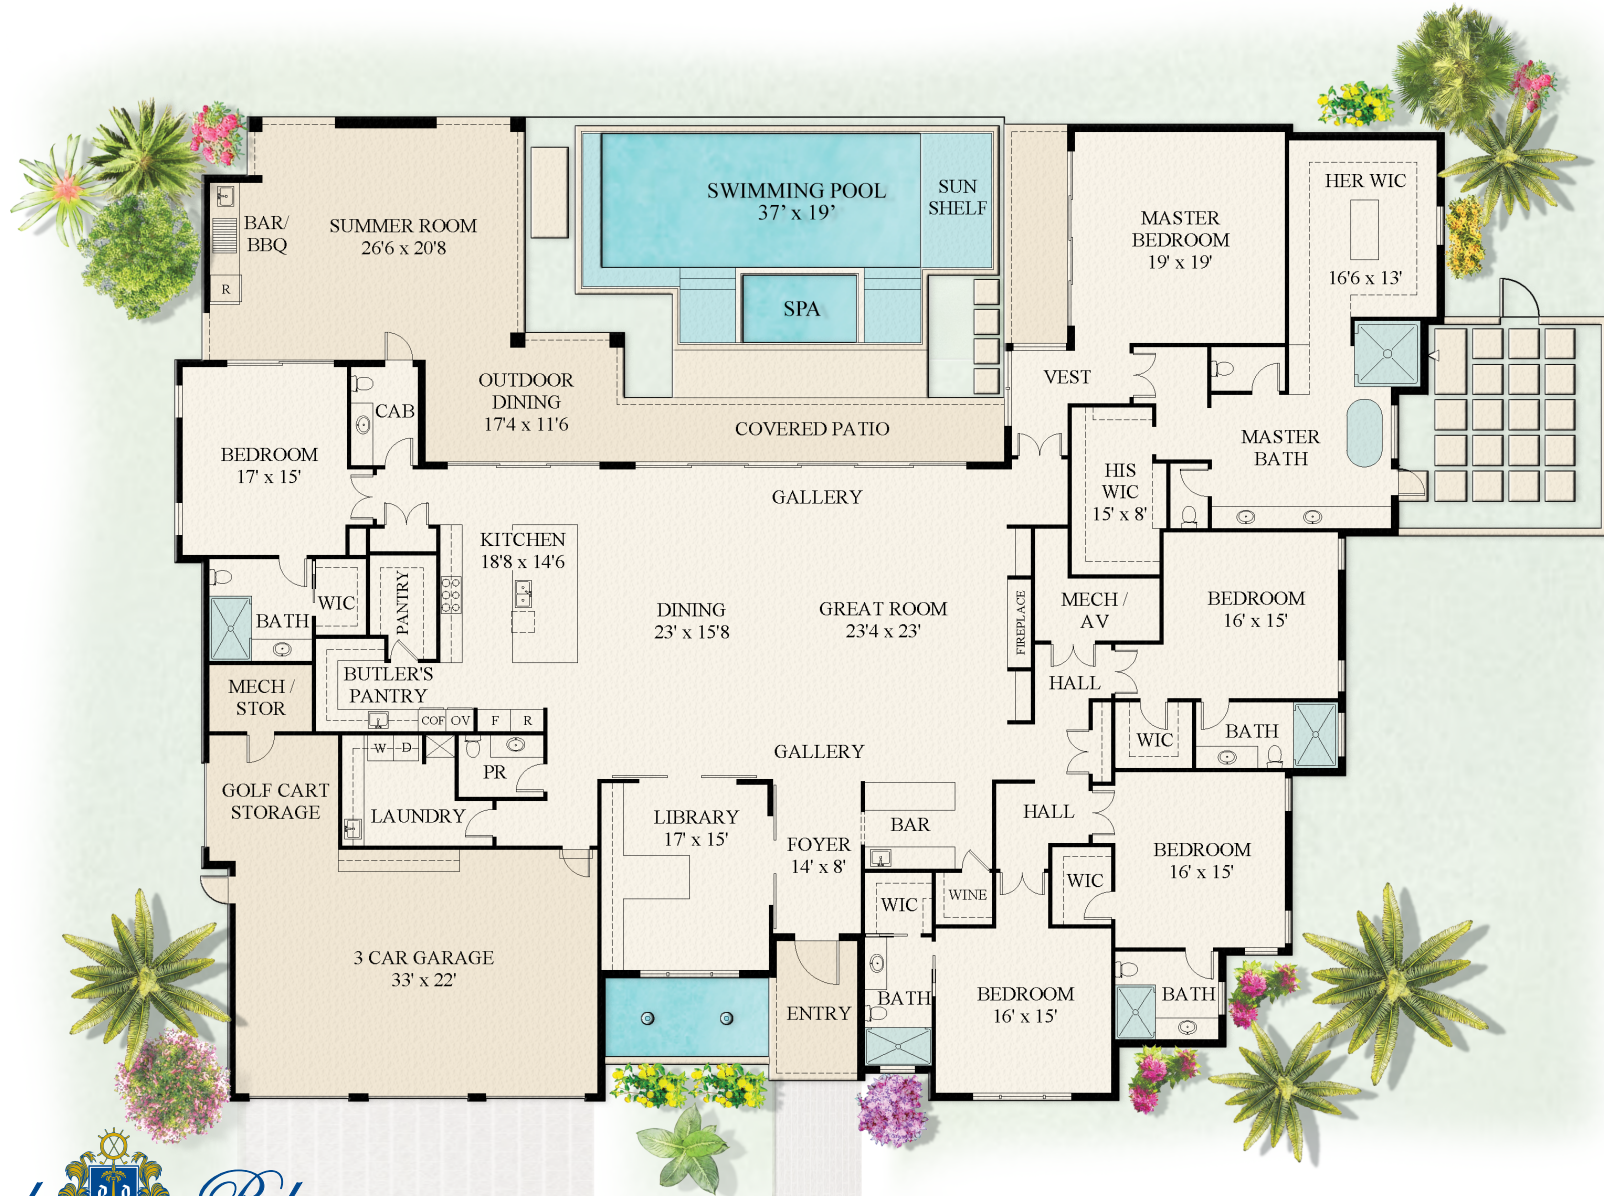 SWIMMING POOL
37' x 19'
SUN
SHELF
SPA
BAR/
BBQ
R
SUMMER ROOM
26'6 x 20'8
MASTER
BEDROOM
19' x 19'
HER WIC
16'6 x 13'
OUTDOOR
DINING
17'4 x 11'6
COVERED PATIO
VEST
CAB
BEDROOM
17' x 15'
MASTER
BATH
HIS
WIC
15' x 8'
GALLERY
KITCHEN
18'8 x 14'6
PANTRY
WIC
BATH
DINING
23' x 15'8
GREAT ROOM
23'4 x 23'
FIREPLACE
MECH /
AV
BEDROOM
16' x 15'
BUTLER'S
PANTRY
COF
OV
F
R
MECH /
STOR
HALL
WIC
BATH
GALLERY
W
D
PR
GOLF CART
STORAGE
LAUNDRY
LIBRARY
17' x 15'
FOYER
14' x 8'
BAR
HALL
WINE
WIC
WIC
BEDROOM
16' x 15'
3 CAR GARAGE
33' x 22'
ENTRY
BATH
BEDROOM
16' x 15'
BATH